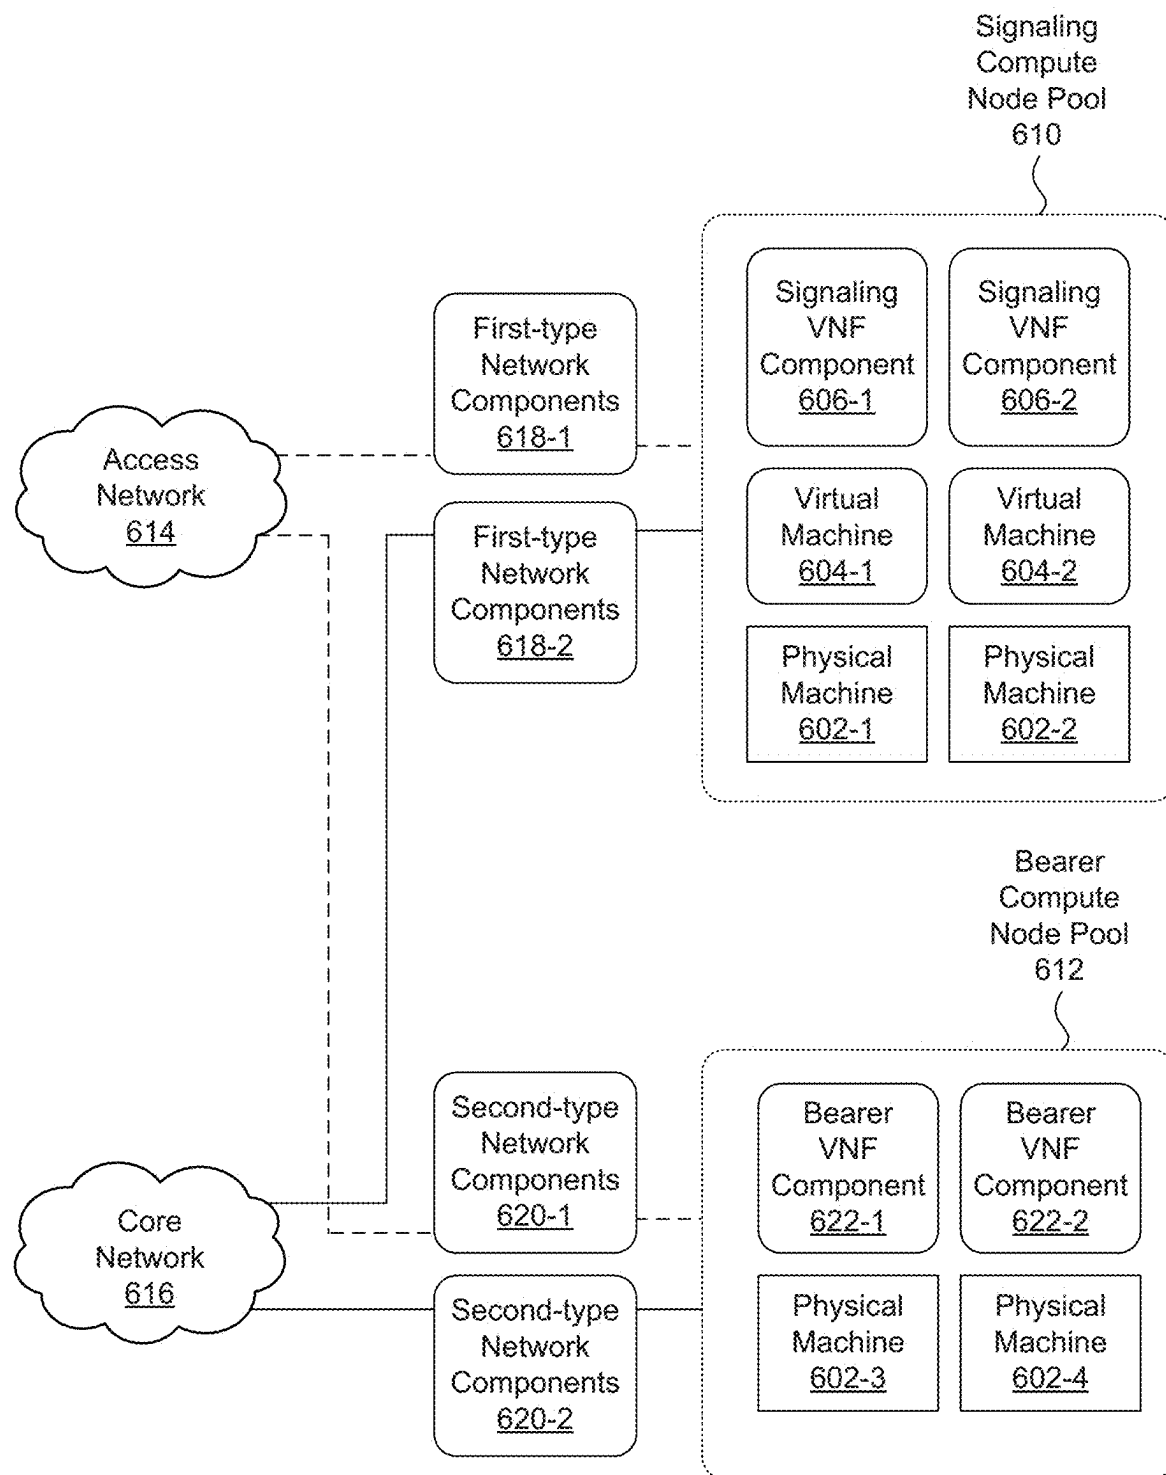 Signaling
Compute
Node Pool
610
Signaling
VNF
Component
606-1
Signaling
VNF
Component
606-2
First-type
Network
Components
618-1
Access
Network
614
Virtual
Machine
604-1
Virtual
Machine
604-2
First-type
Network
Components
618-2
Physical
Machine
602-1
Physical
Machine
602-2
Bearer
Compute
Node Pool
612
Second-type
Network
Components
620-1
Bearer
VNF
Component
622-1
Bearer
VNF
Component
622-2
Core
Network
616
Second-type
Network
Components
620-2
Physical
Machine
602-3
Physical
Machine
602-4